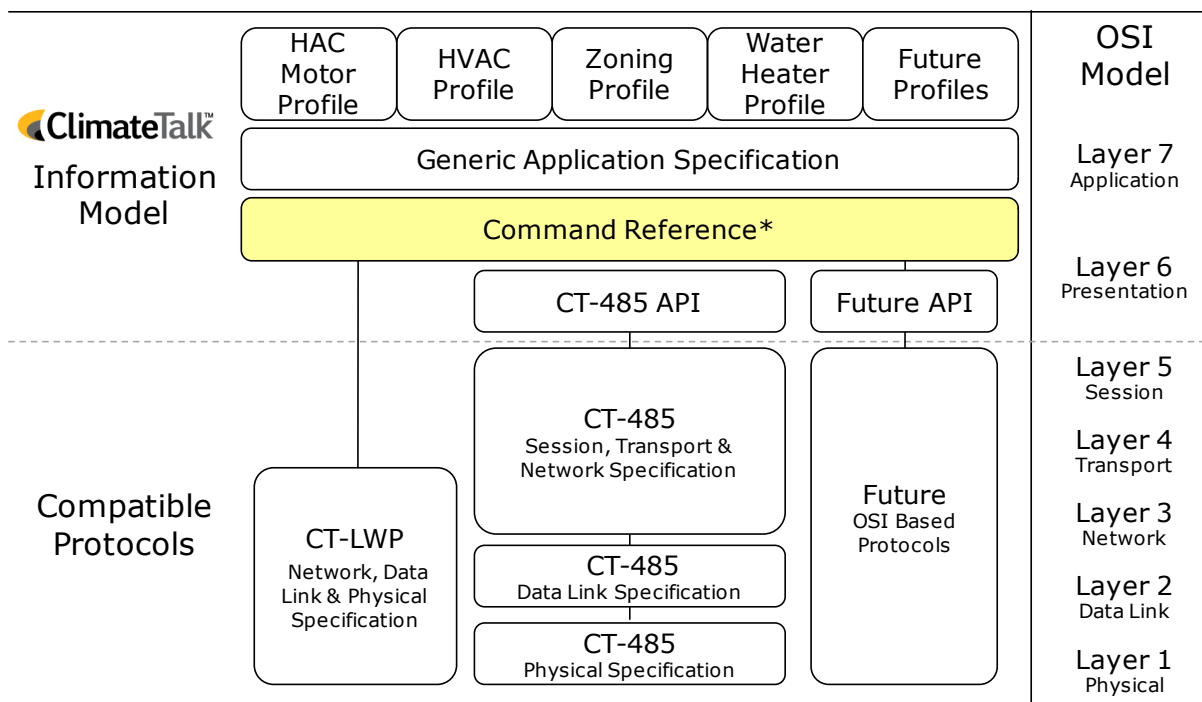 HAC
Motor
Profile
HVAC
Profile
Zoning
Profile
Water
Heater
Profile
Future
Profiles
OSI
Model
ClimateTalk™
Information
Model
Generic Application Specification
Layer 7
Application
Command Reference*
CT-485 API
Future API
Layer 6
Presentation
Compatible
Protocols
CT-LWP
Network, Data
Link & Physical
Specification
CT-485
Session, Transport &
Network Specification
CT-485
Data Link Specification
CT-485
Physical Specification
Future
OSI Based
Protocols
Layer 5
Session
Layer 4
Transport
Layer 3
Network
Layer 2
Data Link
Layer 1
Physical